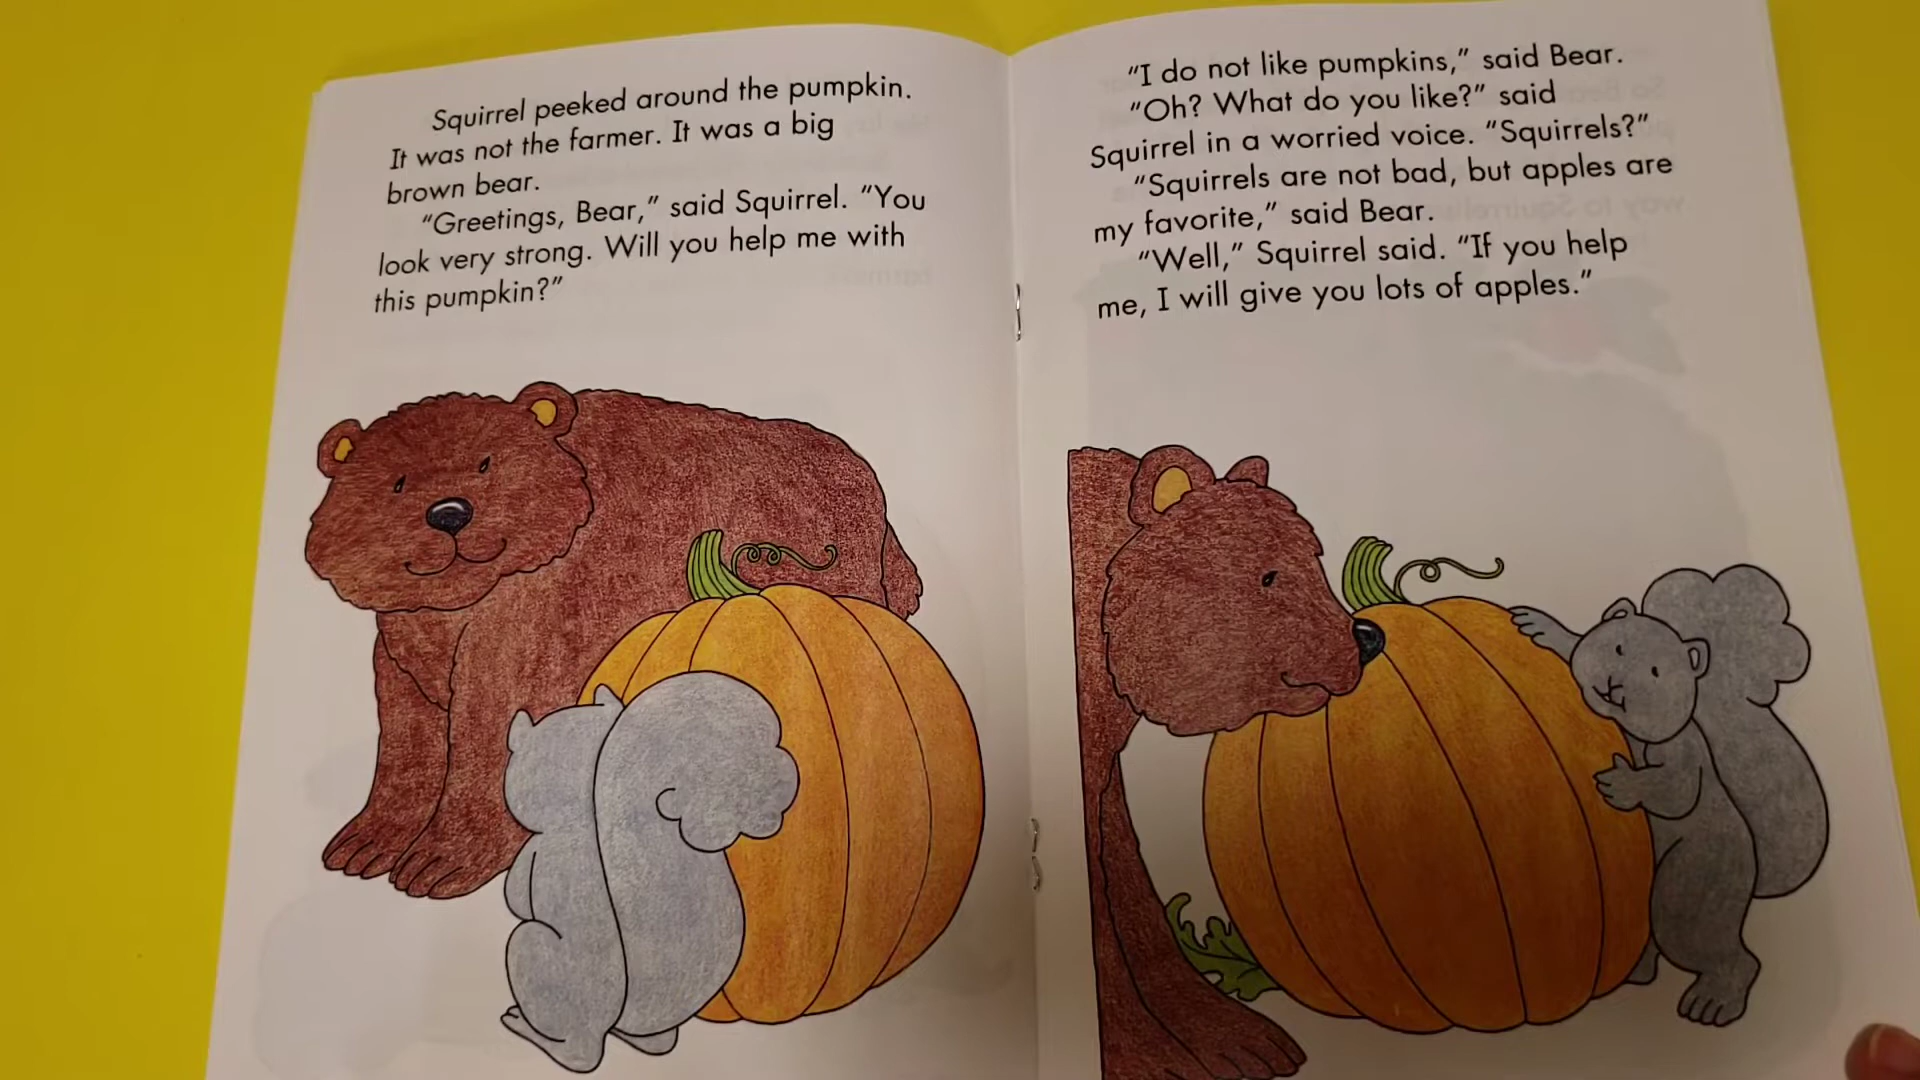 Squirrel peeked around the pumpkin.
It was not the farmer. It was a big
brown bear.
“Greetings, Bear,” said Squirrel. “You
look very strong. Will you help me with
this pumpkin?”
“I do not like pumpkins,” said Bear.
“Oh? What do you like?” said
Squirrel in a worried voice. “Squirrels?”
“Squirrels are not bad, but apples are
my favorite,” said Bear.
“Well,” Squirrel said. “If you help
me, I will give you lots of apples.”